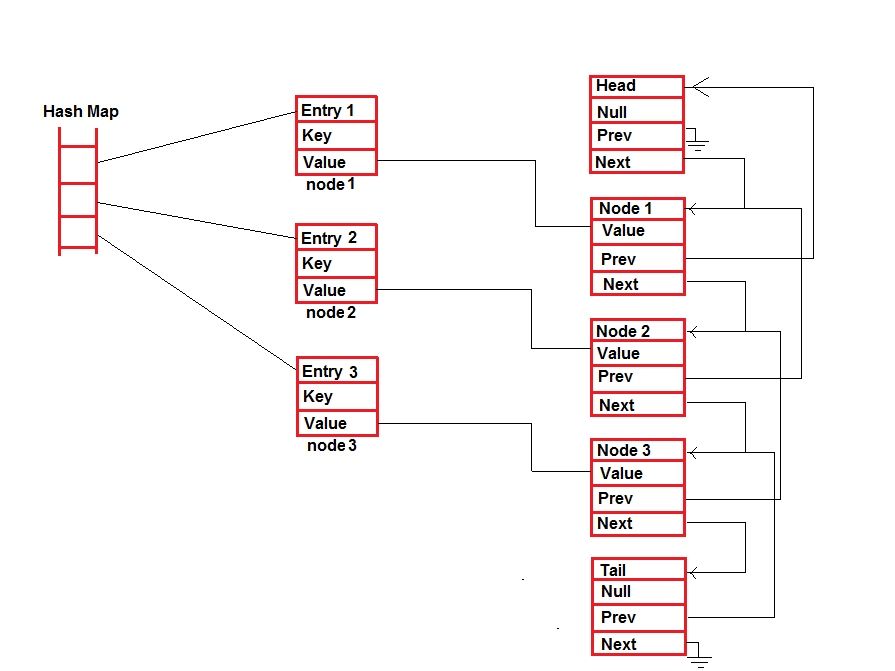 Hash Map
Entry 1
Key
Value
node 1
Entry 2
Key
Value
node 2
Entry 3
Key
Value
node 3
Head
Null
Prev
Next
Node 1
Value
Prev
Next
Node 2
Value
Prev
Next
Node 3
Value
Prev
Next
Tail
Null
Prev
Next